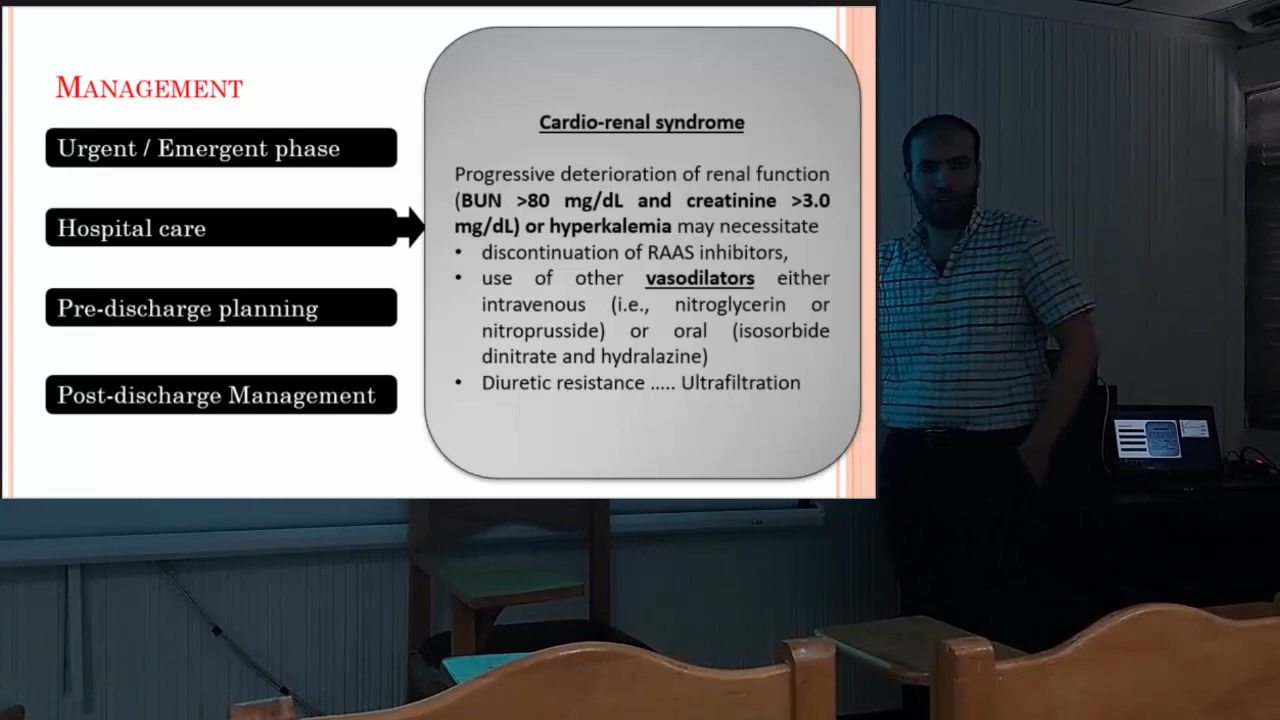 MANAGEMENT
Urgent / Emergent phase
Hospital care
Pre-discharge planning
Post-discharge Management
Cardio-renal syndrome
Progressive deterioration of renal function
(BUN >80 mg/dL and creatinine >3.0
mg/dL) or hyperkalemia may necessitate
• discontinuation of RAAS inhibitors,
• use of other vasodilators either
intravenous (i.e., nitroglycerin or
nitroprusside) or oral (isosorbide
dinitrate and hydralazine)
• Diuretic resistance ..... Ultrafiltration